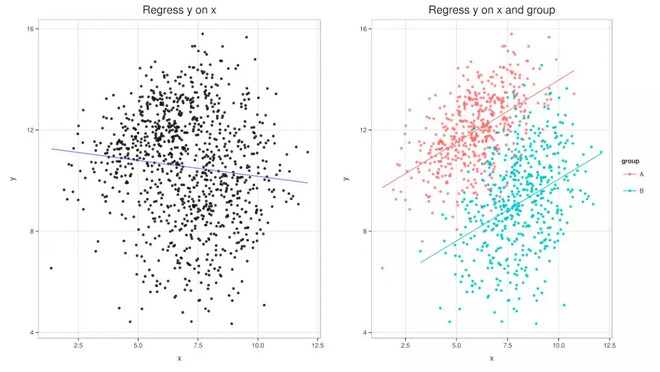 Regress y on x
16
12
8
4
y
2.5 5.0 7.5 10.0 12.5
x
Regress y on x and group
16
12
8
4
y
2.5 5.0 7.5 10.0 12.5
x
group
A
B